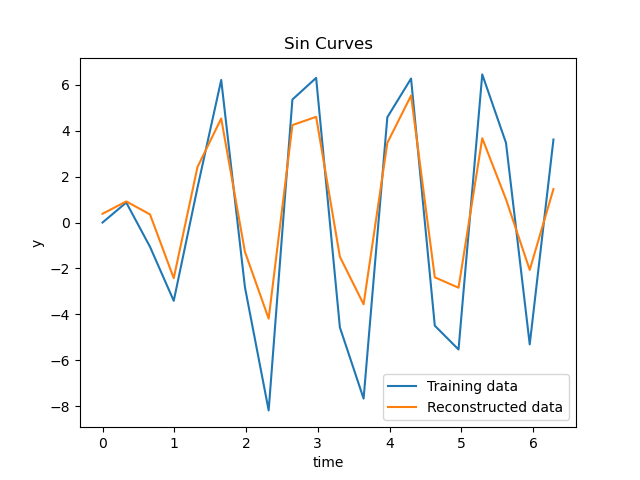 Sin Curves
6
4
2
0
−2
−4
−6
−8
y
Training data
Reconstructed data
0 1 2 3 4 5 6
time